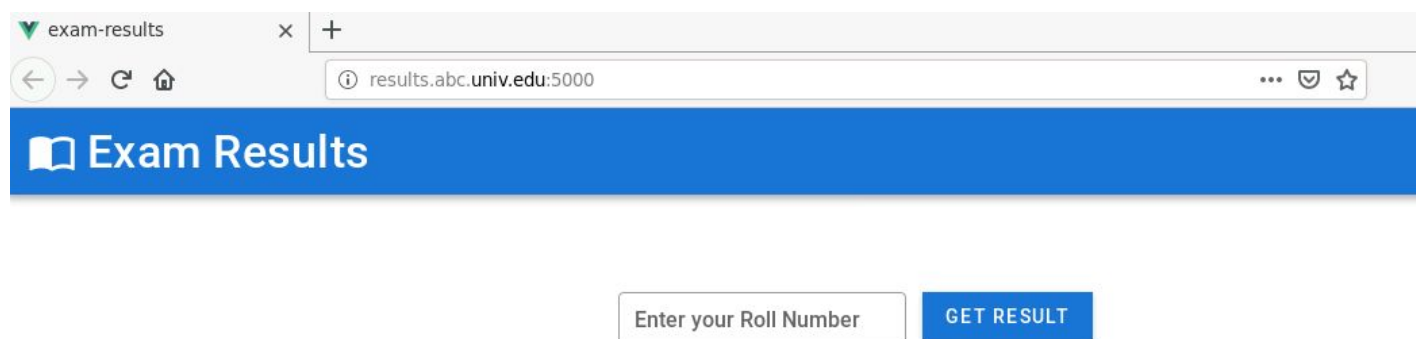 exam-results
results.abc.univ.edu:5000
Exam Results
Enter your Roll Number
GET RESULT